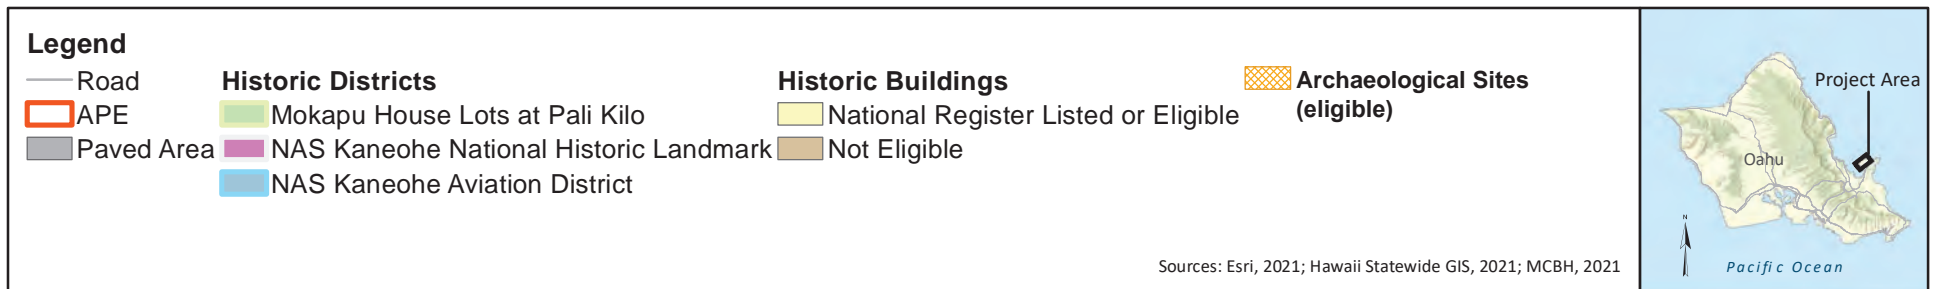 Legend
Road
APE
Paved Area
Historic Districts
Mokapu House Lots at Pali Kilo
NAS Kaneohe National Historic Landmark
NAS Kaneohe Aviation District
Historic Buildings
National Register Listed or Eligible
Not Eligible
Archaeological Sites
(eligible)
Sources: Esri, 2021; Hawaii Statewide GIS, 2021; MCBH, 2021
Project Area
Oahu
N
Pacific Ocean